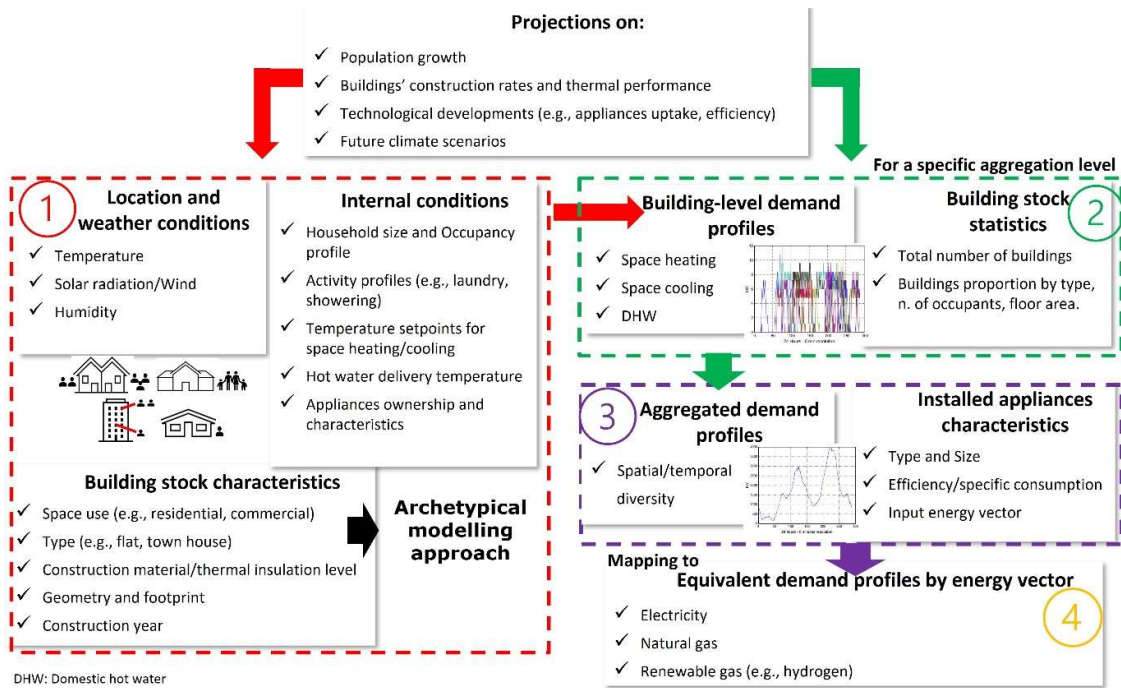 Projections on:
✓ Population growth
✓ Buildings' construction rates and thermal performance
✓ Technological developments (e.g., appliances uptake, efficiency)
✓ Future climate scenarios
For a specific aggregation level
1
Location and
weather conditions
✓ Temperature
✓ Solar radiation/Wind
✓ Humidity
Internal conditions
✓ Household size and Occupancy
profile
✓ Activity profiles (e.g., laundry,
showering)
✓ Temperature setpoints for
space heating/cooling
✓ Hot water delivery temperature
✓ Appliances ownership and
characteristics
Building stock characteristics
✓ Space use (e.g., residential, commercial)
✓ Type (e.g., flat, town house)
✓ Construction material/thermal insulation level
✓ Geometry and footprint
✓ Construction year
Archetypical
modelling
approach
Building-level demand
profiles
✓ Space heating
✓ Space cooling
✓ DHW
Building stock
statistics
2
✓ Total number of buildings
✓ Buildings proportion by type,
n. of occupants, floor area.
3
Aggregated demand
profiles
✓ Spatial/temporal
diversity
Installed appliances
characteristics
✓ Type and Size
✓ Efficiency/specific consumption
✓ Input energy vector
Mapping to
Equivalent demand profiles by energy vector
✓ Electricity
✓ Natural gas
✓ Renewable gas (e.g., hydrogen)
4
DHW: Domestic hot water